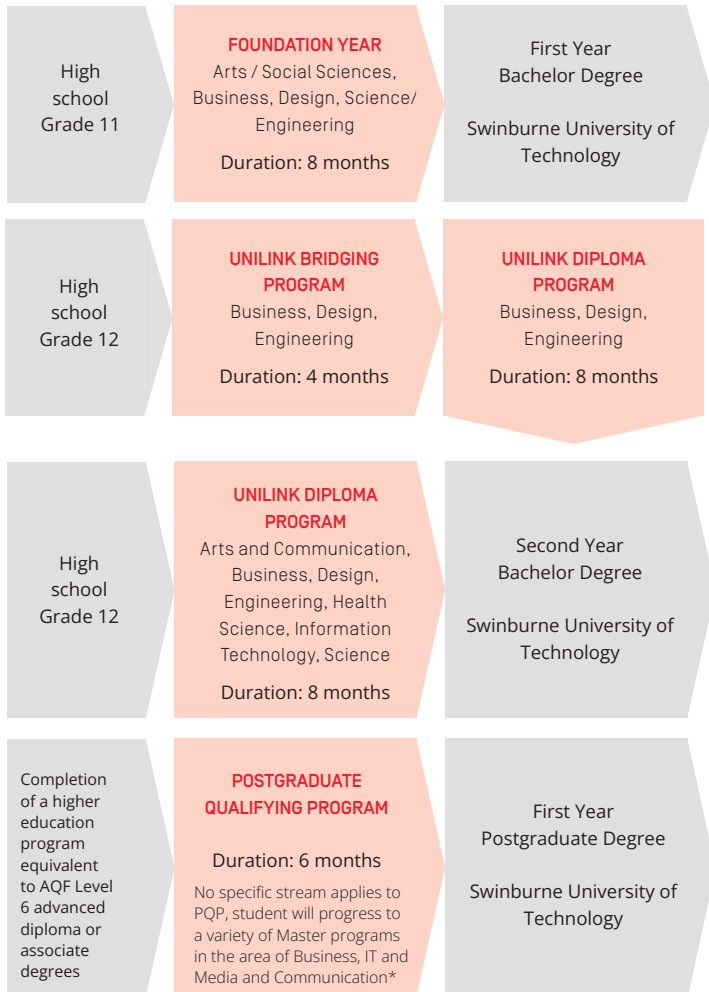 High
school
Grade 11
FOUNDATION YEAR
Arts / Social Sciences,
Business, Design, Science/
Engineering
Duration: 8 months
First Year
Bachelor Degree
Swinburne University of
Technology
High
school
Grade 12
UNILINK BRIDGING
PROGRAM
Business, Design,
Engineering
Duration: 4 months
UNILINK DIPLOMA
PROGRAM
Business, Design,
Engineering
Duration: 8 months
High
school
Grade 12
UNILINK DIPLOMA
PROGRAM
Arts and Communication,
Business, Design,
Engineering, Health
Science, Information
Technology, Science
Duration: 8 months
Second Year
Bachelor Degree
Swinburne University of
Technology
Completion
of a higher
education
program
equivalent
to AQF Level
6 advanced
diploma or
associate
degrees
POSTGRADUATE
QUALIFYING PROGRAM
Duration: 6 months
No specific stream applies to
PQP, student will progress to
a variety of Master programs
in the area of Business, IT and
Media and Communication*
First Year
Postgraduate Degree
Swinburne University of
Technology